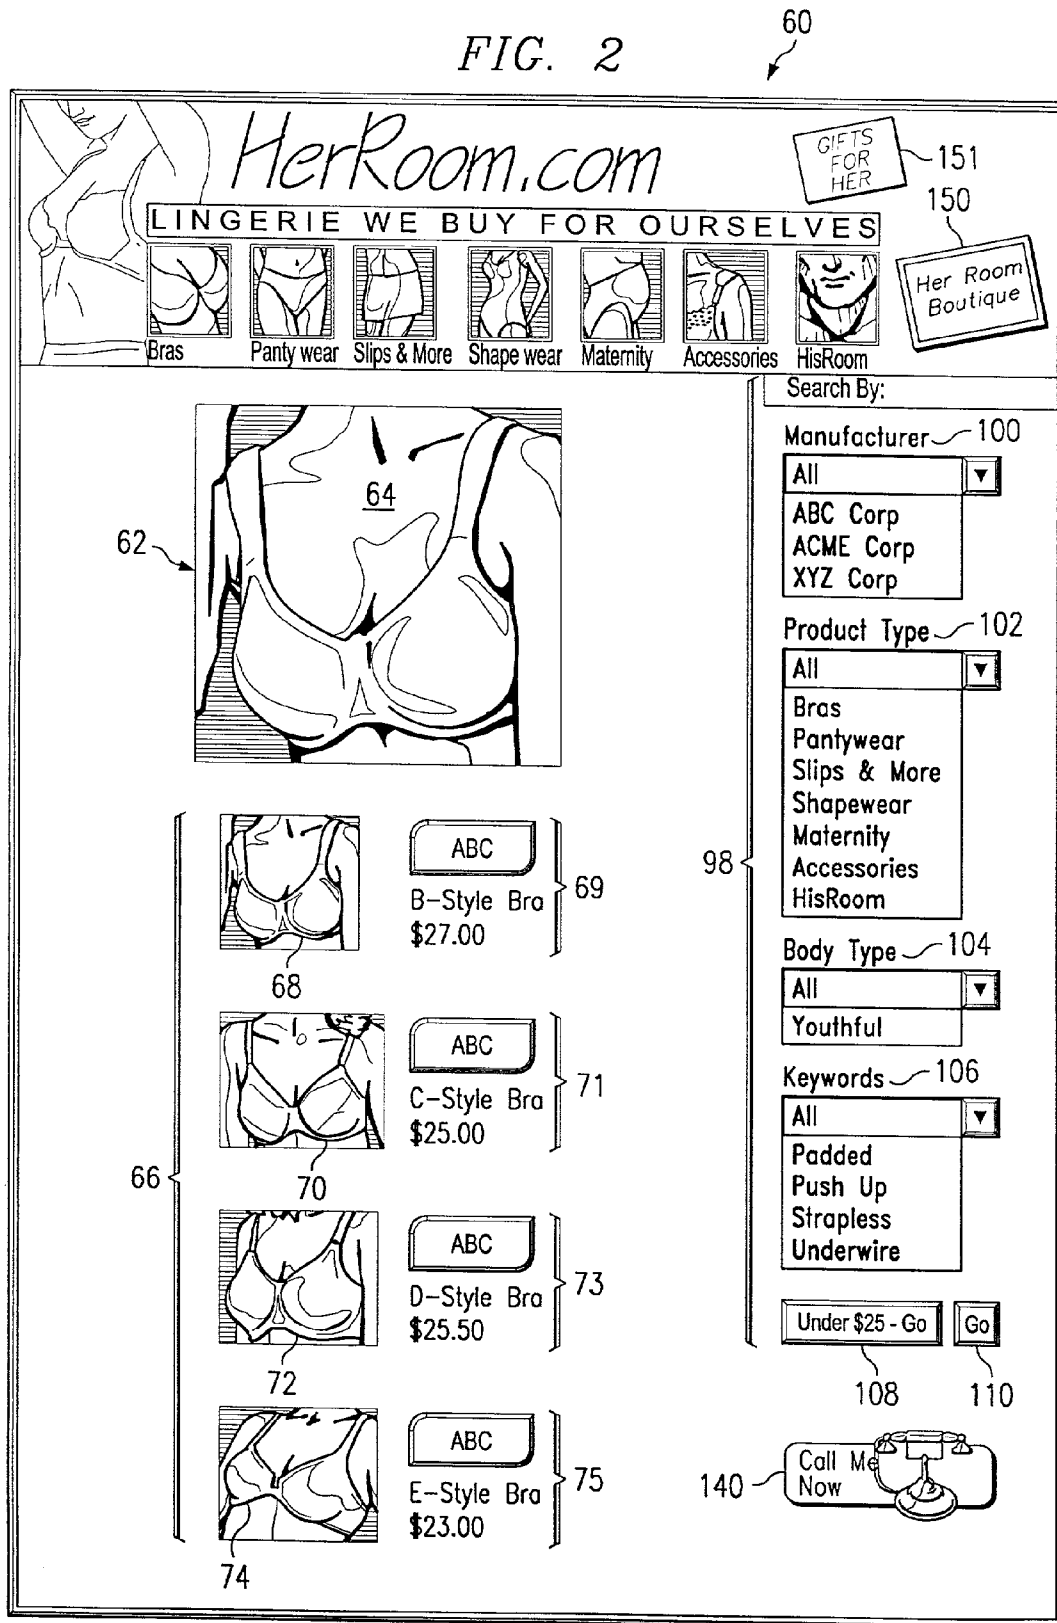 FIG. 2
60
HerRoom.com
GIFTS
FOR
HER
151
150
LINGERIE WE BUY FOR OURSELVES
Her Room
Boutique
Bras
Panty wear
Slips & More
Shape wear
Maternity
Accessories
HisRoom
Search By:
Manufacturer
100
All
ABC Corp
ACME Corp
XYZ Corp
64
62
Product Type
102
All
Bras
Pantywear
Slips & More
Shapewear
Maternity
Accessories
HisRoom
98
ABC
B-Style Bra
$27.00
69
68
Body Type
104
All
Youthful
ABC
C-Style Bra
$25.00
71
70
66
Keywords
106
All
Padded
Push Up
Strapless
Underwire
ABC
D-Style Bra
$25.50
73
72
Under $25 - Go
Go
108
110
ABC
E-Style Bra
$23.00
75
74
140
Call Me
Now